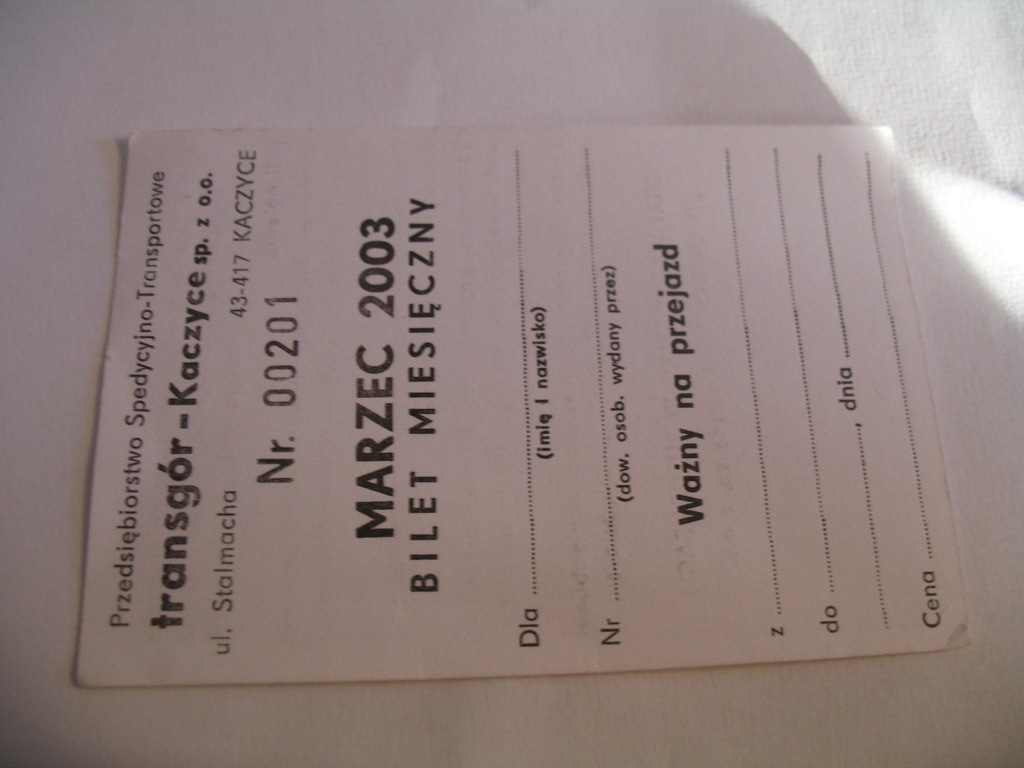 Przedsiębiorstwo Spedycyjno-Transportowe
transgór-Kaczyce sp. z o.o.
ul. Stalmacha 43-417 KACZYCE
Nr. 00201
MARZEC 2003
BILET MIESIĘCZNY
Dla ..........
(imię i nazwisko)
Nr ..........
(dow. osob. wydany przez)
Ważny na przejazd
..........
z ..........
do .......... , dnia ..........
..........
Cena ..........